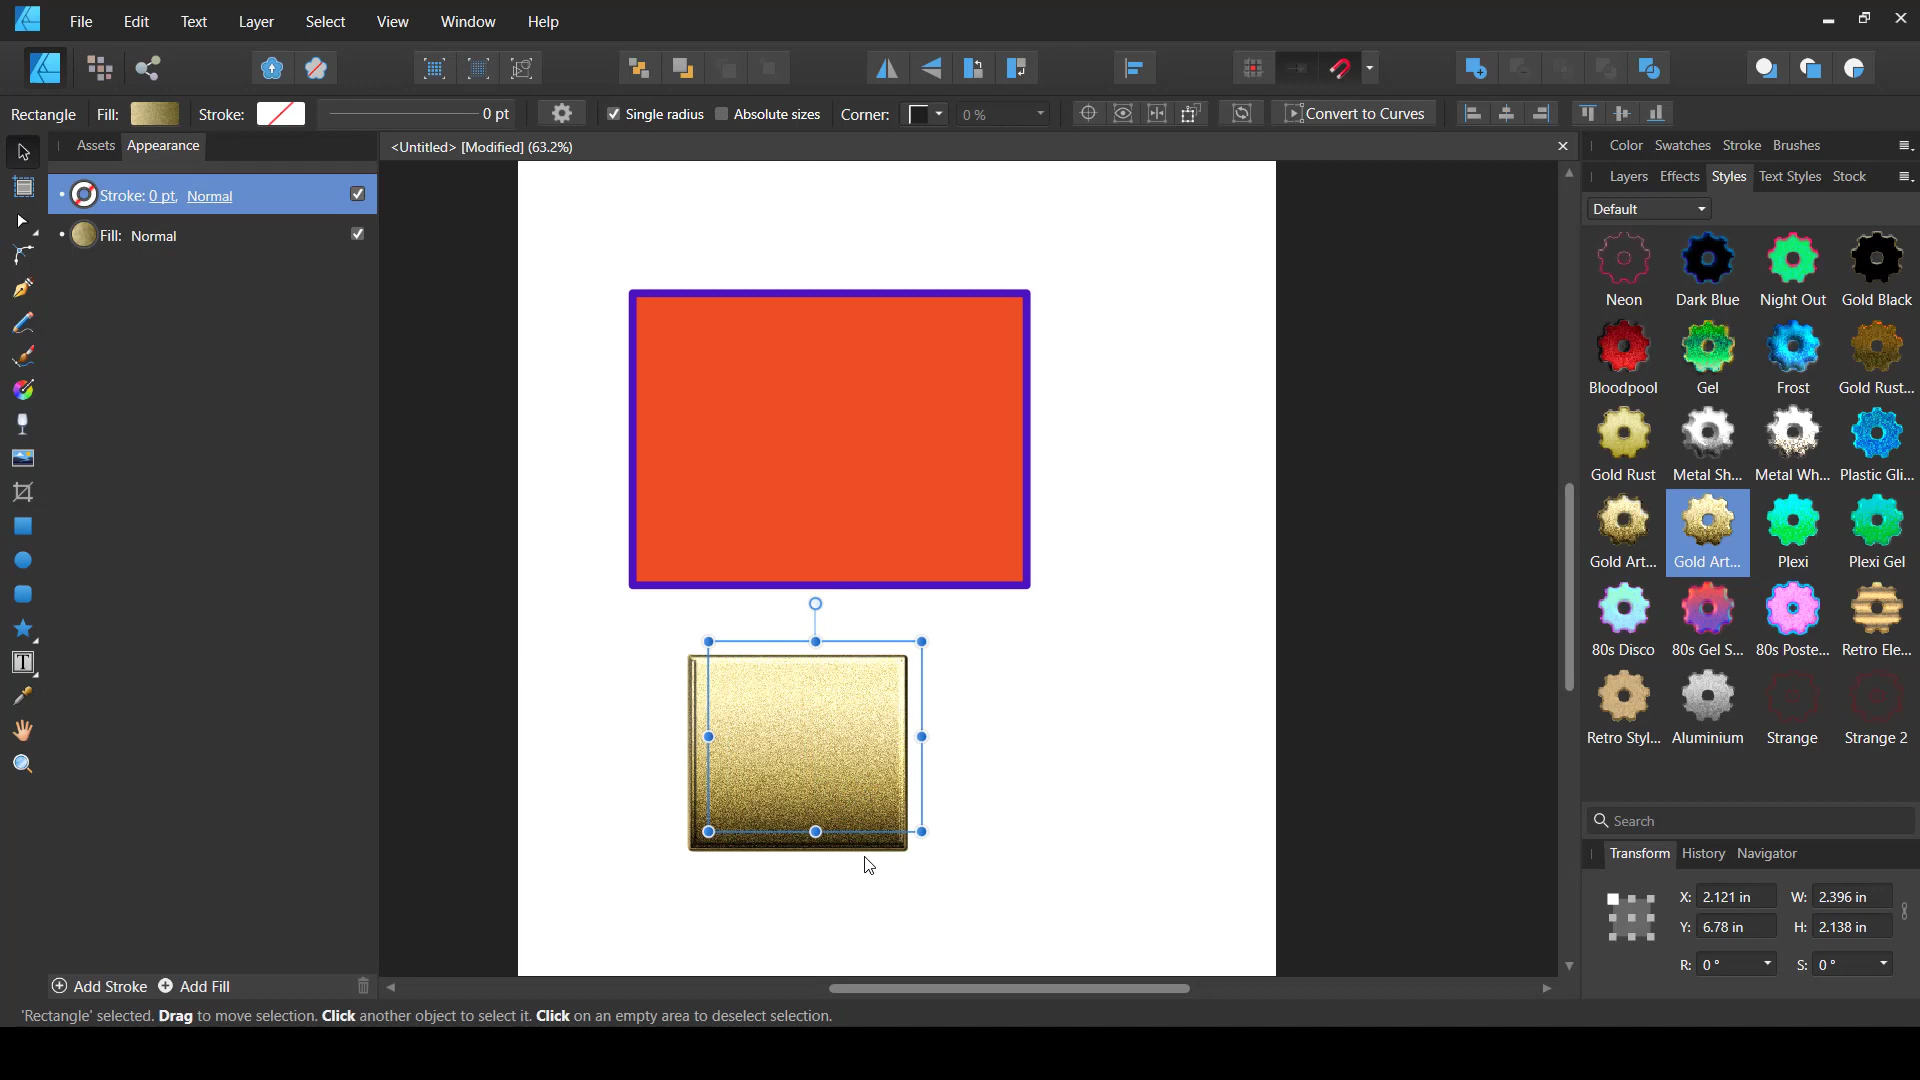 File Edit Text Layer Select View Window Help
Rectangle Fill: Stroke: 0 pt Single radius Absolute sizes Corner: 0 % Convert to Curves
Assets Appearance
<Untitled> [Modified] (63.2%)
Color Swatches Stroke Brushes
Layers Effects Styles Text Styles Stock
Stroke: 0 pt, Normal
Fill: Normal
Default
Neon Dark Blue Night Out Gold Black
Bloodpool Gel Frost Gold Rust...
Gold Rust Metal Sh... Metal Wh... Plastic Gli...
Gold Art... Gold Art... Plexi Plexi Gel
80s Disco 80s Gel S... 80s Poste... Retro Ele...
Retro Styl... Aluminium Strange Strange 2
Search
Transform History Navigator
X: 2.121 in W: 2.396 in
Y: 6.78 in H: 2.138 in
R: 0 ° S: 0 °
Add Stroke Add Fill
'Rectangle' selected. Drag to move selection. Click another object to select it. Click on an empty area to deselect selection.